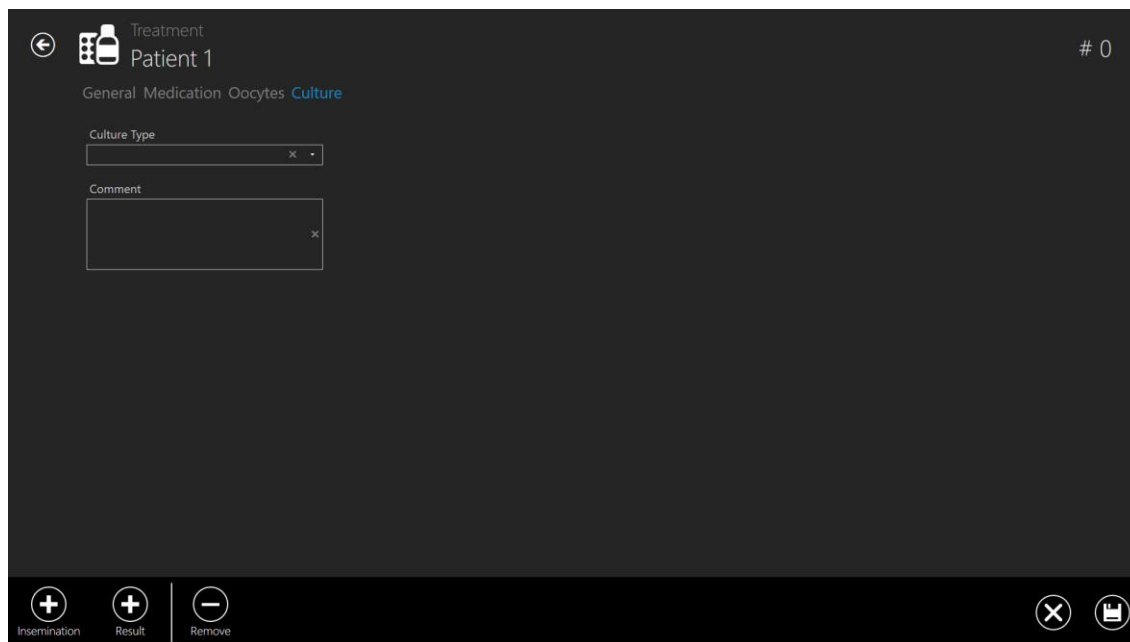 Treatment
Patient 1
# 0
General Medication Oocytes Culture
Culture Type
Comment
Insemination
Result
Remove